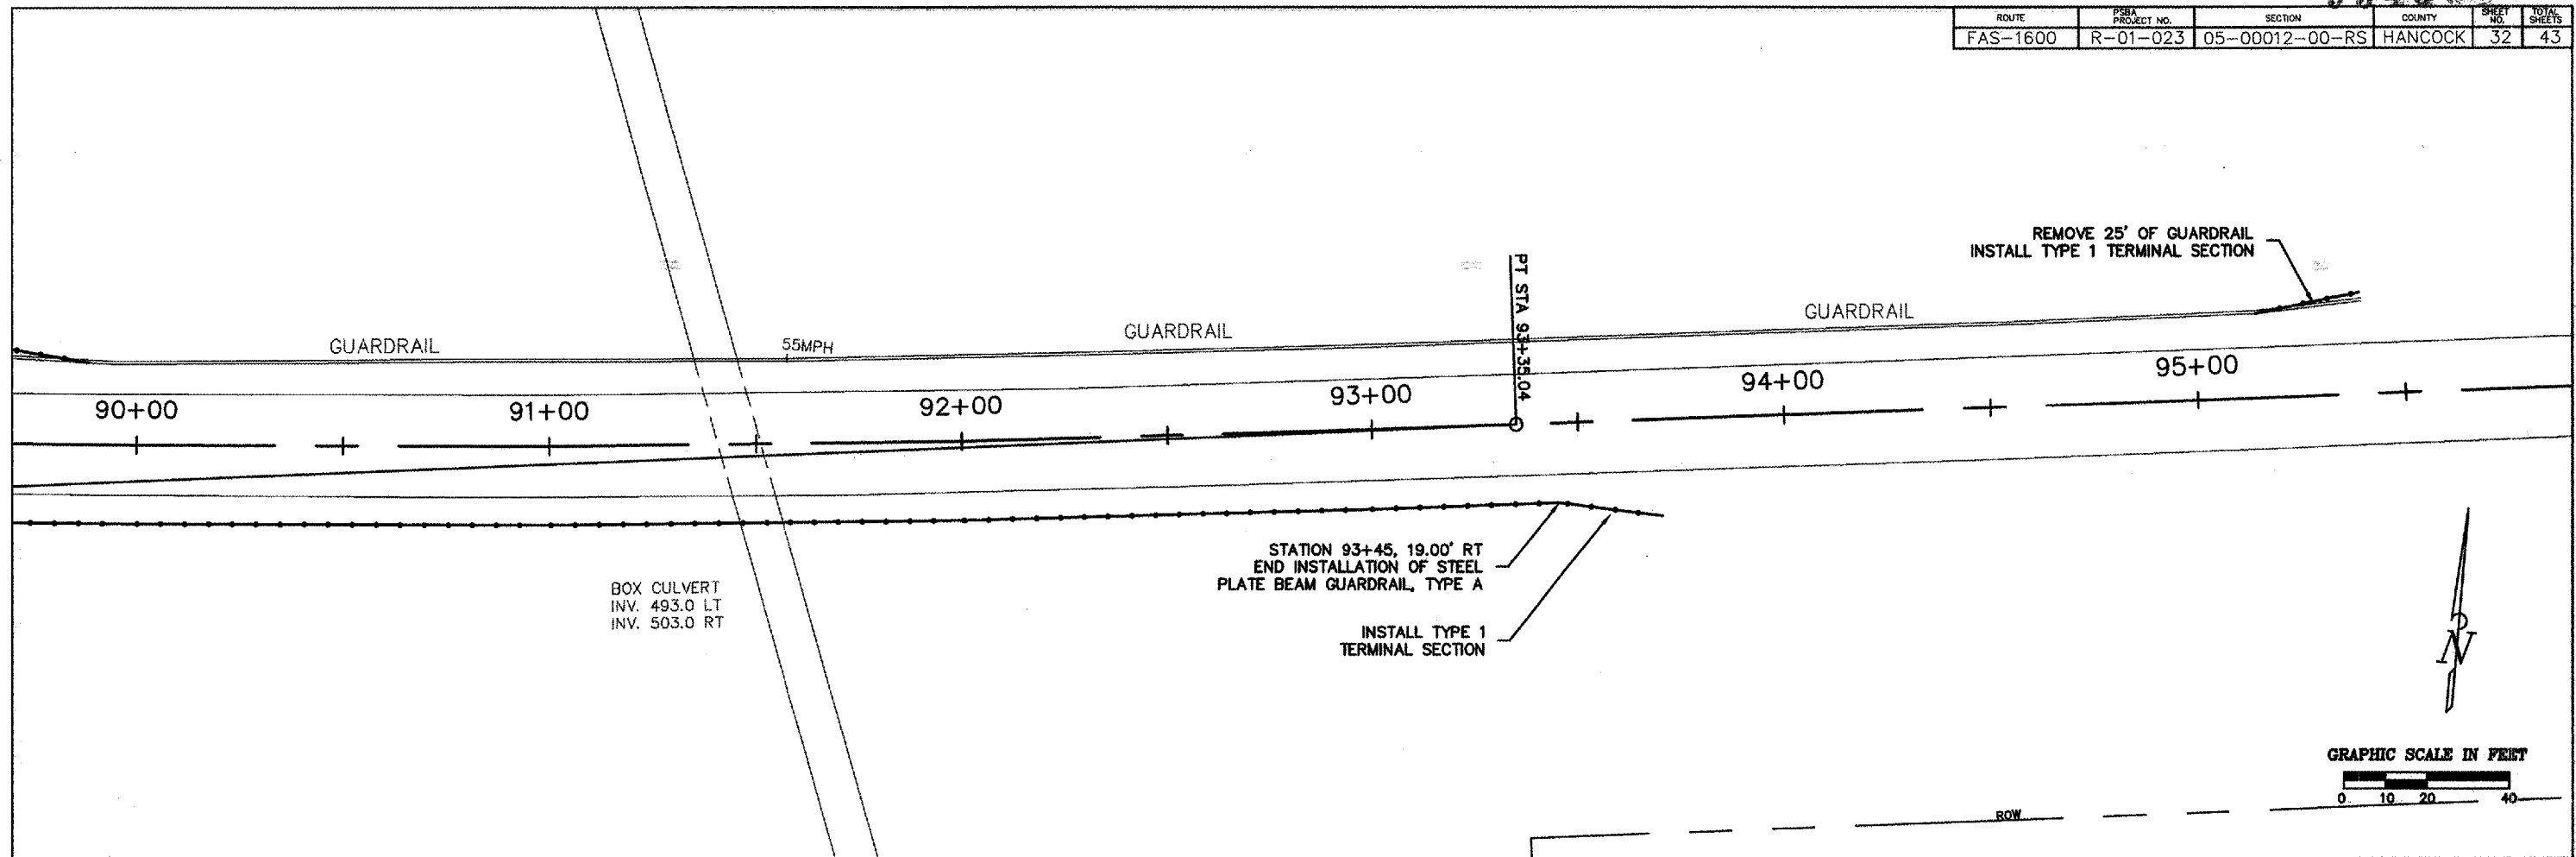 ROUTE PSBA PROJECT NO. SECTION COUNTY SHEET NO. TOTAL SHEETS
FAS-1600 R-01-023 05-00012-00-RS HANCOCK 32 43
REMOVE 25' OF GUARDRAIL
INSTALL TYPE 1 TERMINAL SECTION
PT STA 93+35.04
GUARDRAIL
55MPH
GUARDRAIL
GUARDRAIL
90+00
91+00
92+00
93+00
94+00
95+00
STATION 93+45, 19.00' RT
END INSTALLATION OF STEEL
PLATE BEAM GUARDRAIL, TYPE A
BOX CULVERT
INV. 493.0 LT
INV. 503.0 RT
INSTALL TYPE 1
TERMINAL SECTION
N
GRAPHIC SCALE IN FEET
0 10 20 40
ROW